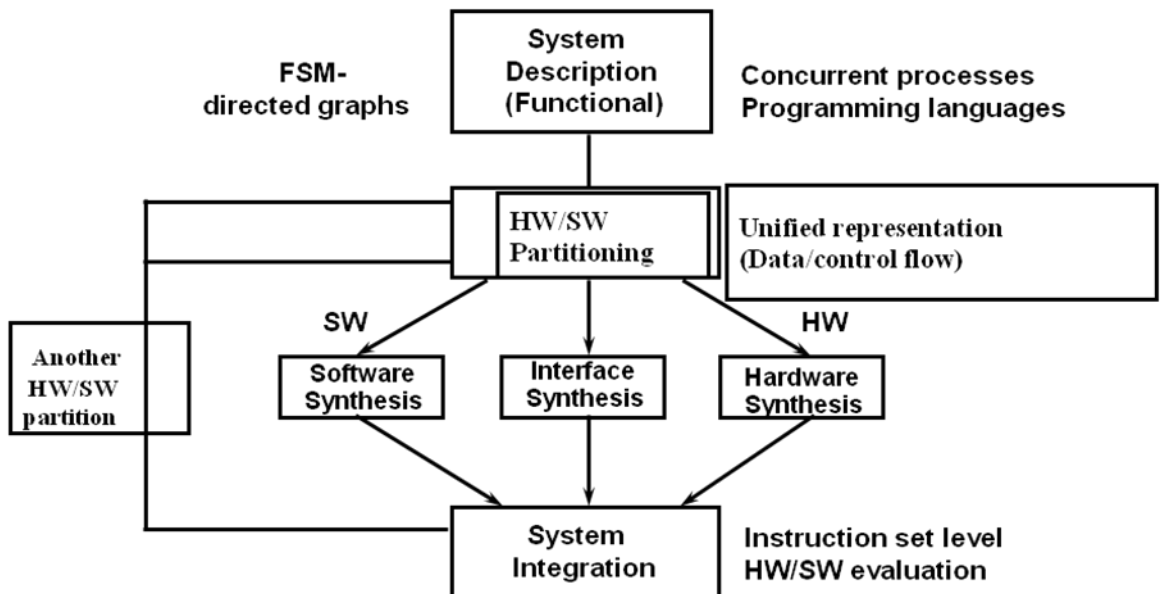 System
Description
(Functional)
FSM-
directed graphs
Concurrent processes
Programming languages
HW/SW
Partitioning
Unified representation
(Data/control flow)
SW
HW
Another
HW/SW
partition
Software
Synthesis
Interface
Synthesis
Hardware
Synthesis
System
Integration
Instruction set level
HW/SW evaluation